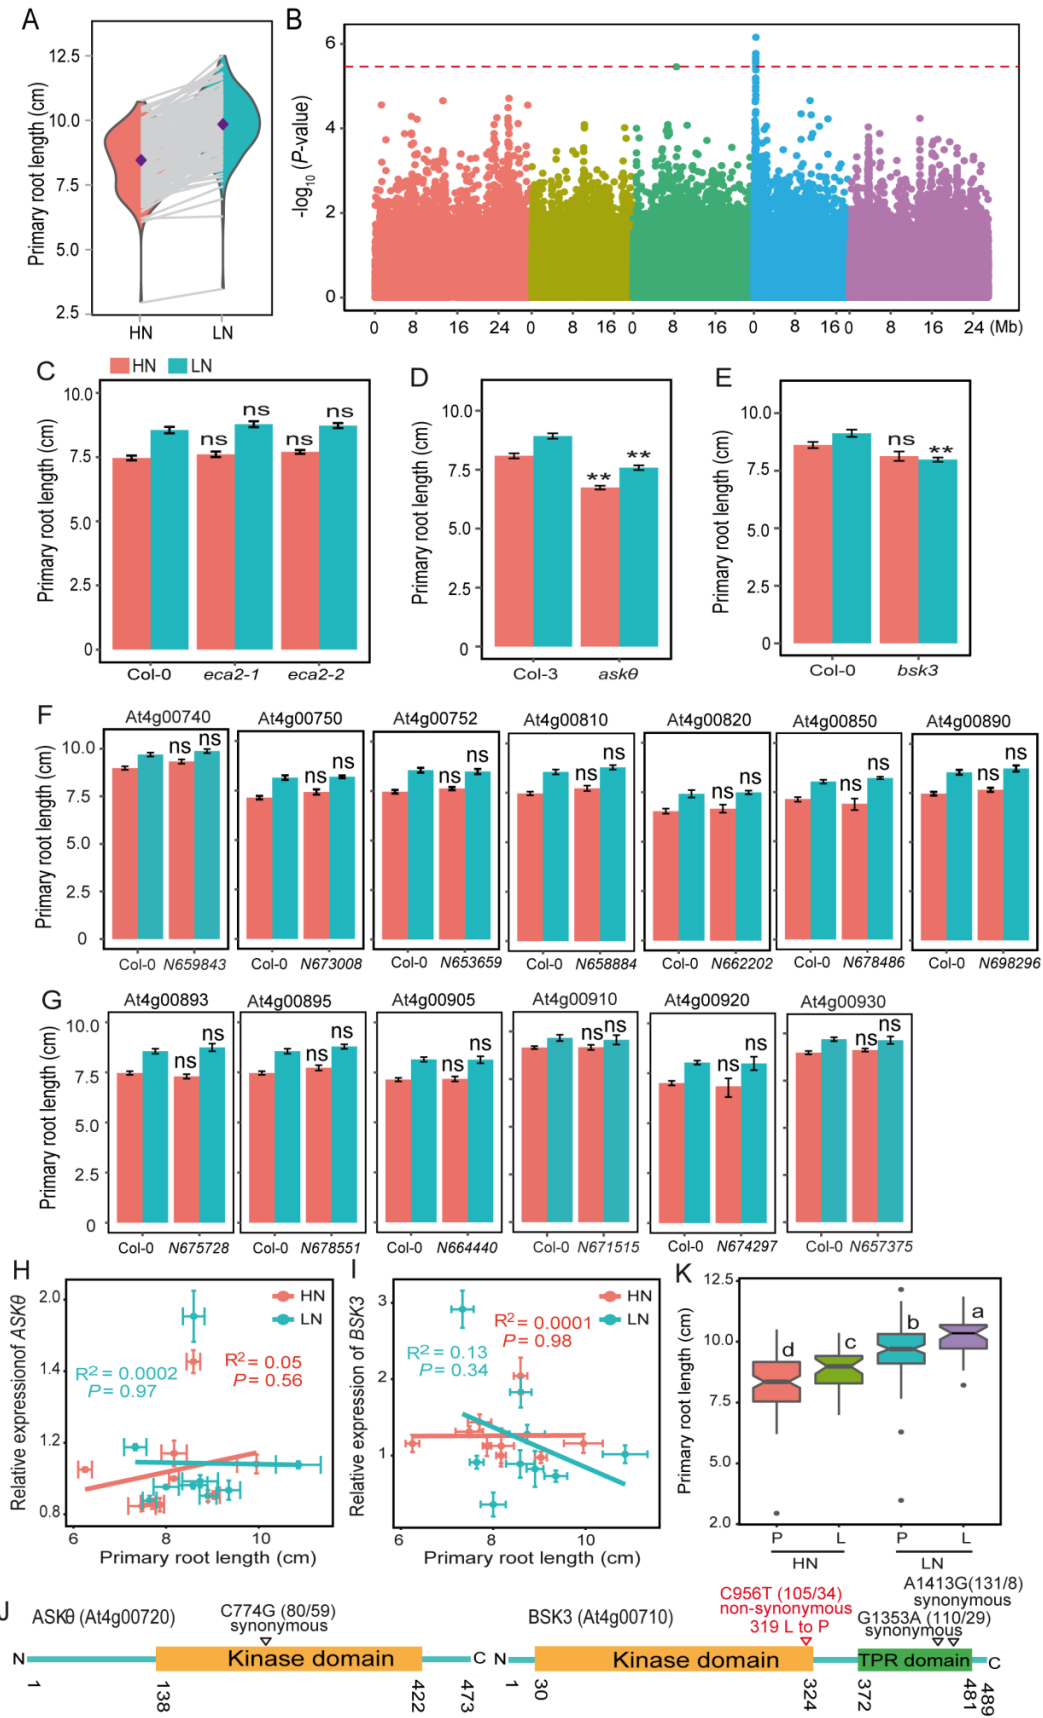 A
Primary root length (cm)
12.5
10.0
7.5
5.0
2.5
HN LN
B
-log10 (P-value)
6
4
2
0
0 8 16 24 0 8 16 0 8 16 0 8 16 0 8 16 24 (Mb)
HN LN
C
Primary root length (cm)
10.0
7.5
5.0
2.5
0
ns ns ns ns
Col-0 eca2-1 eca2-2
D
Primary root length (cm)
10.0
7.5
5.0
2.5
0
** **
Col-3 askθ
E
Primary root length (cm)
10.0
7.5
5.0
2.5
0
ns **
Col-0 bsk3
F
At4g00740 At4g00750 At4g00752 At4g00810 At4g00820 At4g00850 At4g00890
Primary root length (cm)
10.0
7.5
5.0
2.5
0
ns ns ns ns ns ns ns ns ns ns ns ns ns ns
Col-0 N659843 Col-0 N673008 Col-0 N653659 Col-0 N658884 Col-0 N662202 Col-0 N678486 Col-0 N698296
G
At4g00893 At4g00895 At4g00905 At4g00910 At4g00920 At4g00930
Primary root length (cm)
10.0
7.5
5.0
2.5
0
ns ns ns ns ns ns ns ns ns ns ns ns
Col-0 N675728 Col-0 N678551 Col-0 N664440 Col-0 N671515 Col-0 N674297 Col-0 N657375
H
Relative expressionof ASKθ
2.0
1.4
1.2
0.8
HN
LN
R² = 0.0002
P = 0.97
R² = 0.05
P = 0.56
6 8 10
Primary root length (cm)
I
Relative expression of BSK3
3
2
1
HN
LN
R² = 0.0001
P = 0.98
R² = 0.13
P = 0.34
6 8 10
Primary root length (cm)
K
Primary root length (cm)
12.5
10.0
7.5
5.0
2.0
d c b a
P L P L
HN LN
J
ASKθ (At4g00720)
C774G (80/59)
synonymous
N Kinase domain C
1 138 422 473
BSK3 (At4g00710)
C956T (105/34)
non-synonymous
319 L to P
A1413G(131/8)
synonymous
G1353A (110/29)
synonymous
N Kinase domain TPR domain C
1 30 324 372 481 489